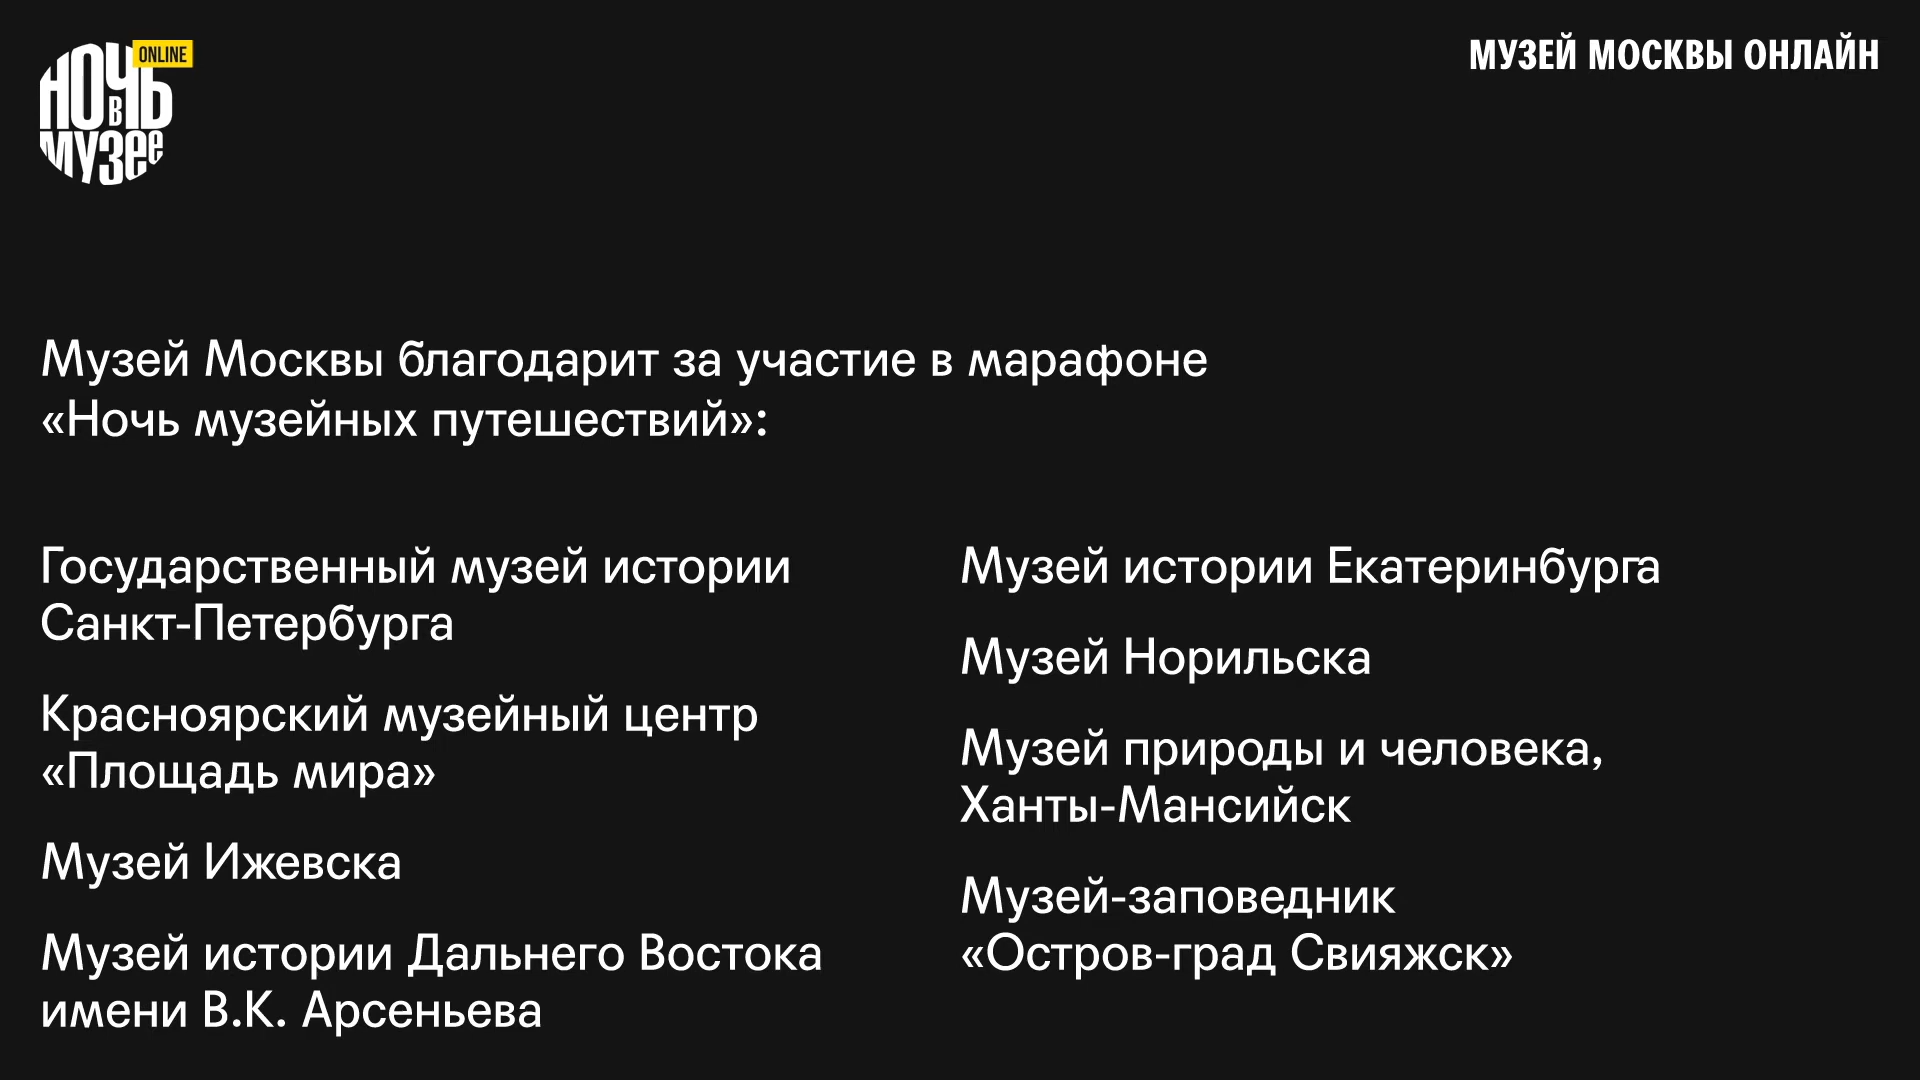 НОЧЬ
ONLINE
В
МУЗЕЕ
МУЗЕЙ МОСКВЫ ОНЛАЙН
Музей Москвы благодарит за участие в марафоне
«Ночь музейных путешествий»:
Государственный музей истории
Санкт-Петербурга
Красноярский музейный центр
«Площадь мира»
Музей Ижевска
Музей истории Дальнего Востока
имени В.К. Арсеньева
Музей истории Екатеринбурга
Музей Норильска
Музей природы и человека,
Ханты-Мансийск
Музей-заповедник
«Остров-град Свияжск»